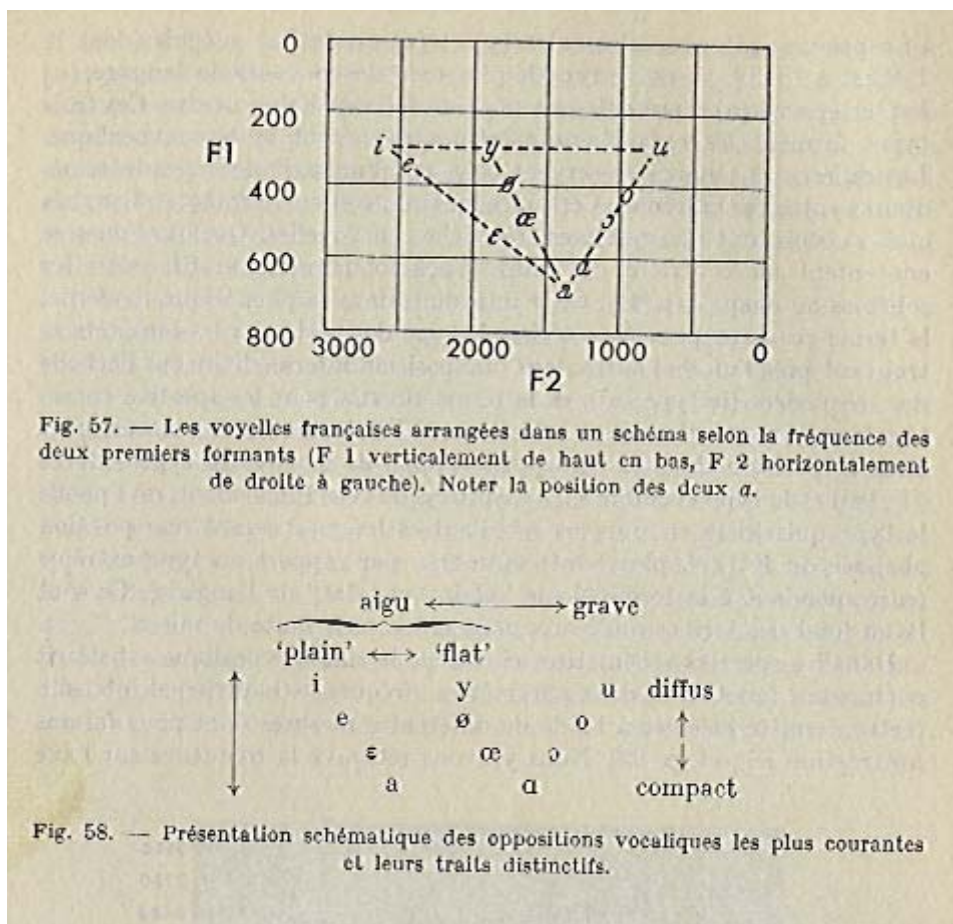 0
200
F1
i y u
e
400
ø o
œ ɔ
ε
600
ɑ
a
800
3000 2000 1000 0
F2
Fig. 57. — Les voyelles françaises arrangées dans un schéma selon la fréquence des
deux premiers formants (F 1 verticalement de haut en bas, F 2 horizontalement
de droite à gauche). Noter la position des deux a.
aigu ←→ grave
‘plain’ ←→ ‘flat’
i y u diffus
e ø o
ε œ ɔ
a ɑ compact
Fig. 58. — Présentation schématique des oppositions vocaliques les plus courantes
et leurs traits distinctifs.